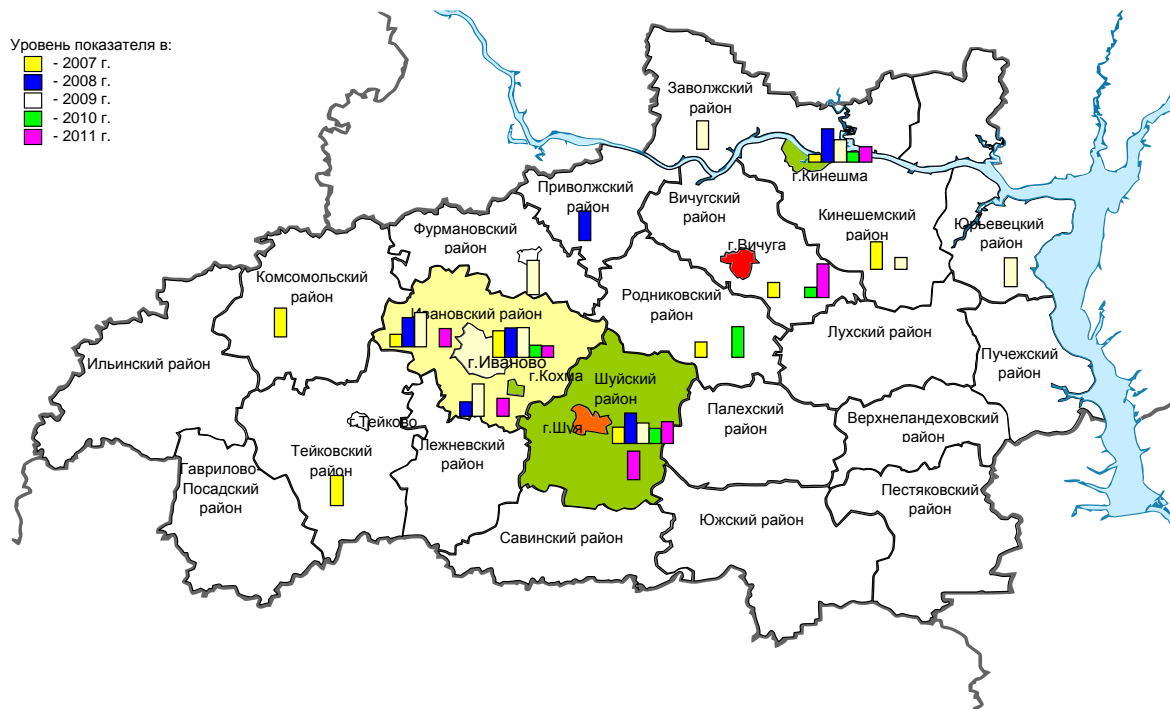 Уровень показателя в:
- 2007 г.
- 2008 г.
- 2009 г.
- 2010 г.
- 2011 г.
Заволжский
район
г.Кинешма
Приволжский
район
Вичугский
район
Кинешемский
район
Юрьевецкий
район
Фурмановский
район
г.Вичуга
Комсомольский
район
Родниковский
район
Ивановский район
Лухский район
Пучежский
район
Ильинский район
г.Иваново
г.Кохма
Шуйский
район
Палехский
район
Верхнеландеховский
район
г.Тейково
г.Шуя
Тейковский
район
Лежневский
район
Гаврилово-
Посадский
район
Пестяковский
район
Южский район
Савинский район